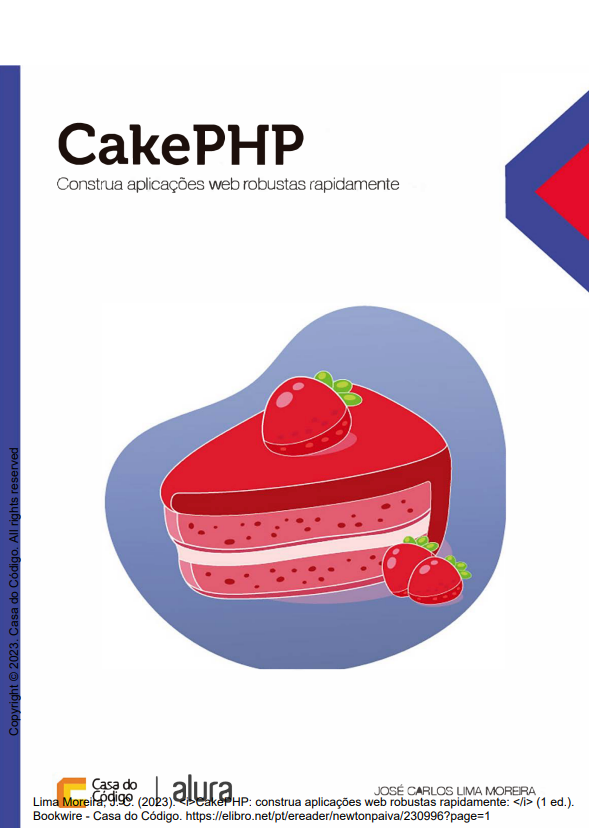 CakePHP
Construa aplicações web robustas rapidamente
Copyright © 2023. Casa do Código. All rights reserved
Casa do
Código
alura
JOSÉ CARLOS LIMA MOREIRA
Lima Moreira, J. C. (2023). <i>CakePHP: construa aplicações web robustas rapidamente: </i> (1 ed.).
Bookwire - Casa do Código. https://elibro.net/pt/ereader/newtonpaiva/230996?page=1